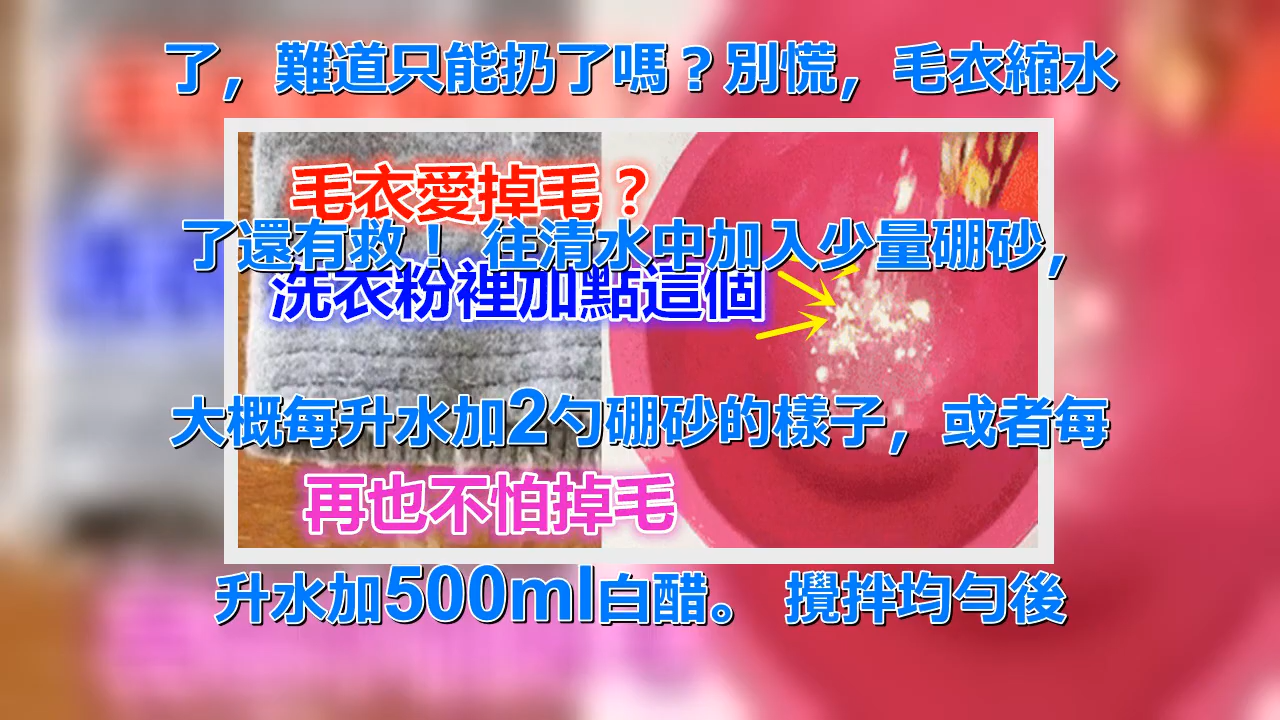 了，難道只能扔了嗎？別慌，毛衣縮水
毛衣愛掉毛？
了還有救！ 往清水中加入少量硼砂，
洗衣粉裡加點這個
大概每升水加2勺硼砂的樣子，或者每
再也不怕掉毛
升水加500ml白醋。 攪拌均勻後